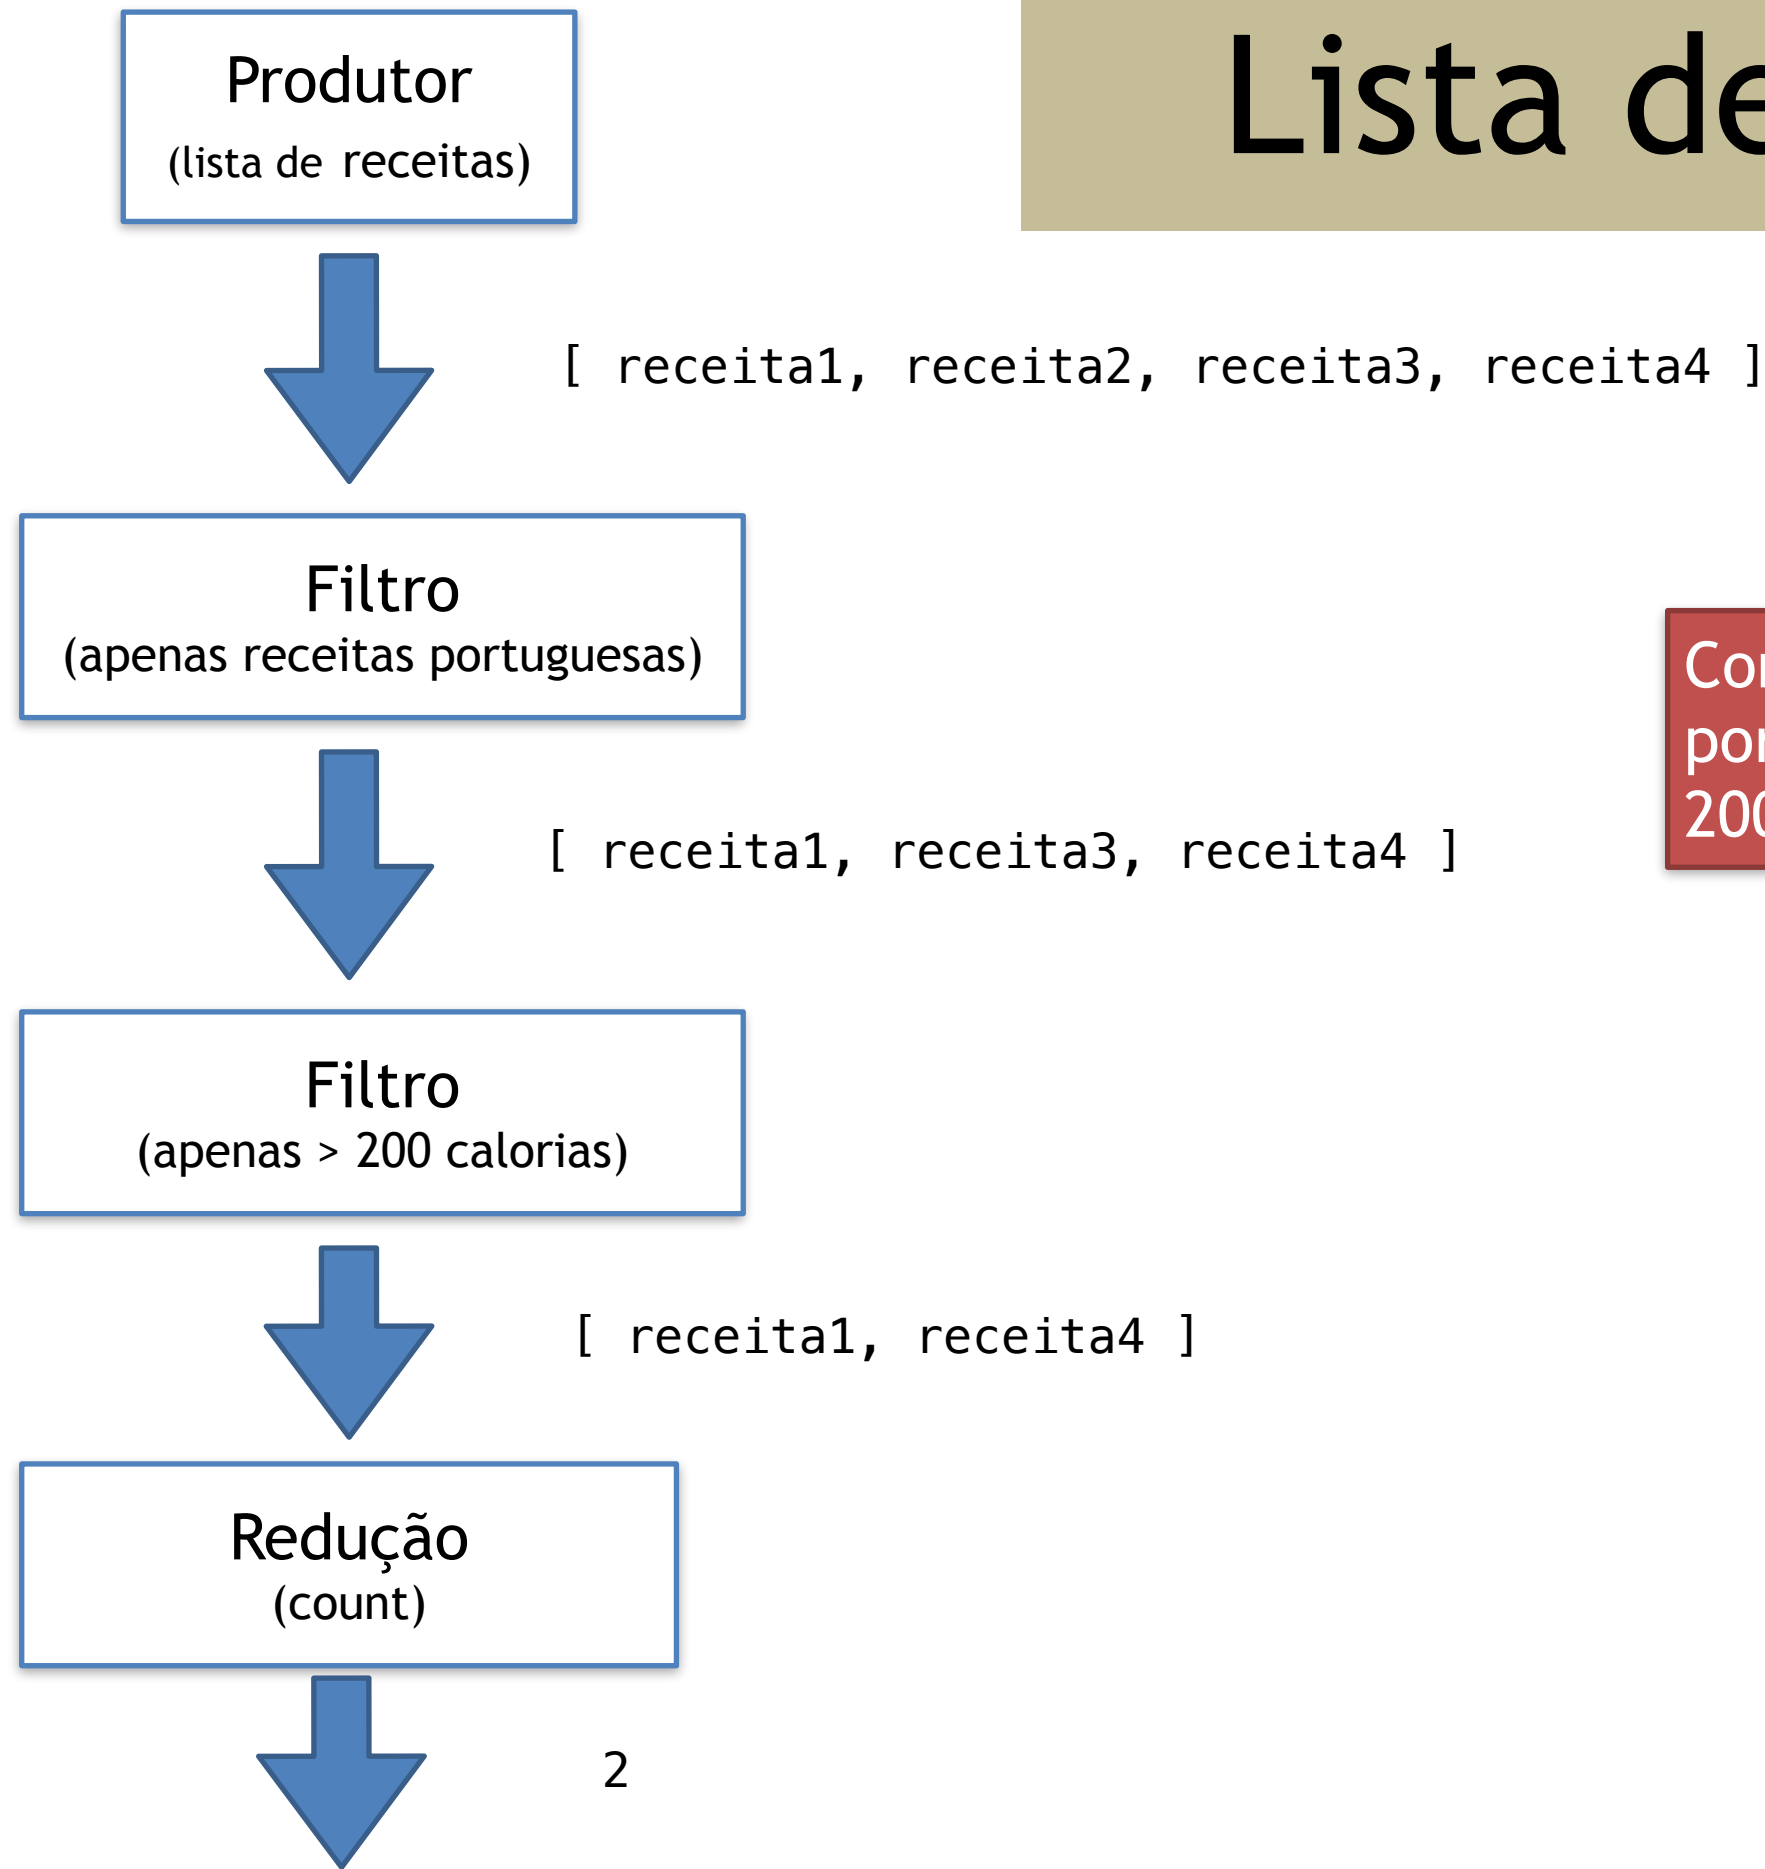 Produtor
(lista de receitas)
Lista de
[ receita1, receita2, receita3, receita4 ]
Filtro
(apenas receitas portuguesas)
[ receita1, receita3, receita4 ]
Filtro
(apenas > 200 calorias)
[ receita1, receita4 ]
Redução
(count)
2
200